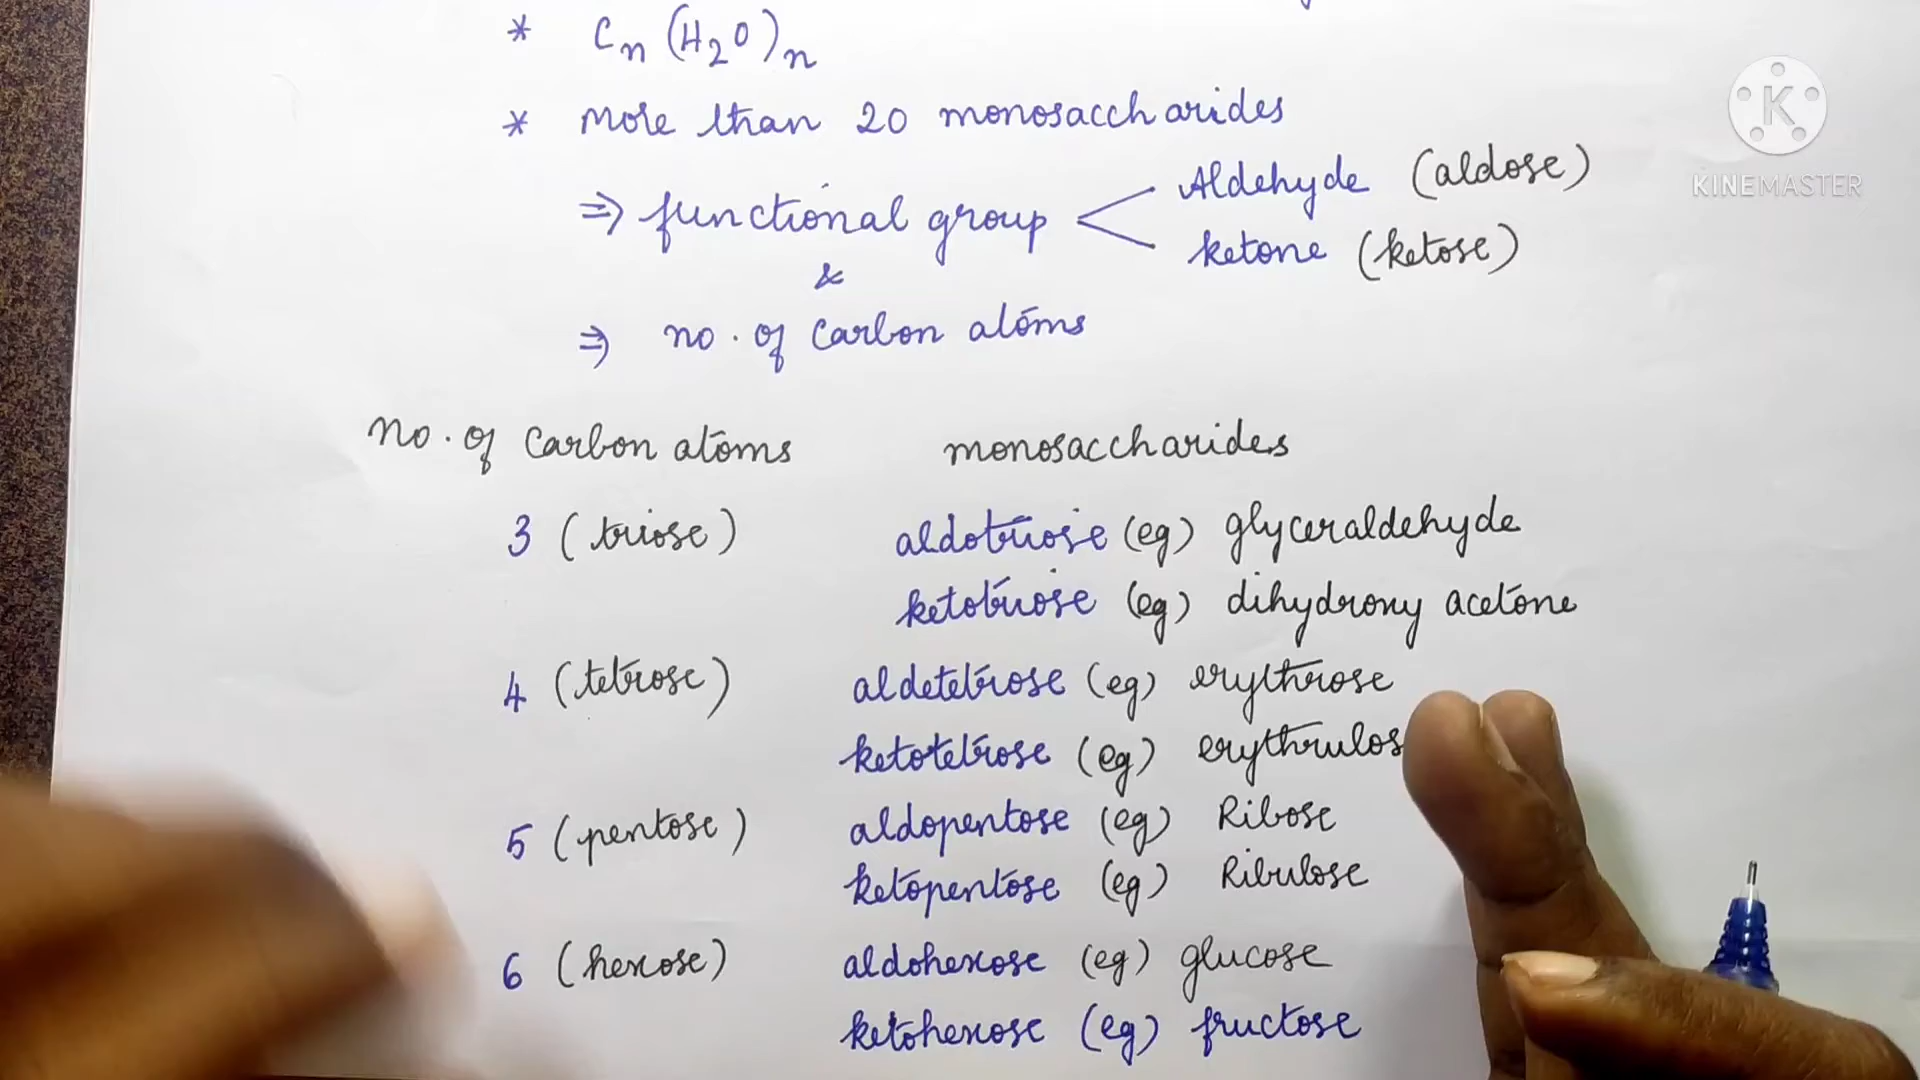 * Cn (H2O)n
* More than 20 monosaccharides
⇒ functional group < Aldehyde (aldose)
ketone (ketose)
&
⇒ no. of carbon atoms
No. of carbon atoms monosaccharides
3 (triose) aldotriose (eg) glyceraldehyde
ketotriose (eg) dihydroxy acetone
4 (tetrose) aldetetrose (eg) erythrose
ketotetrose (eg) erythrulos
5 (pentose) aldopentose (eg) Ribose
ketopentose (eg) Ribulose
6 (hexose) aldohexose (eg) glucose
ketohexose (eg) fructose
K
KINEMASTER